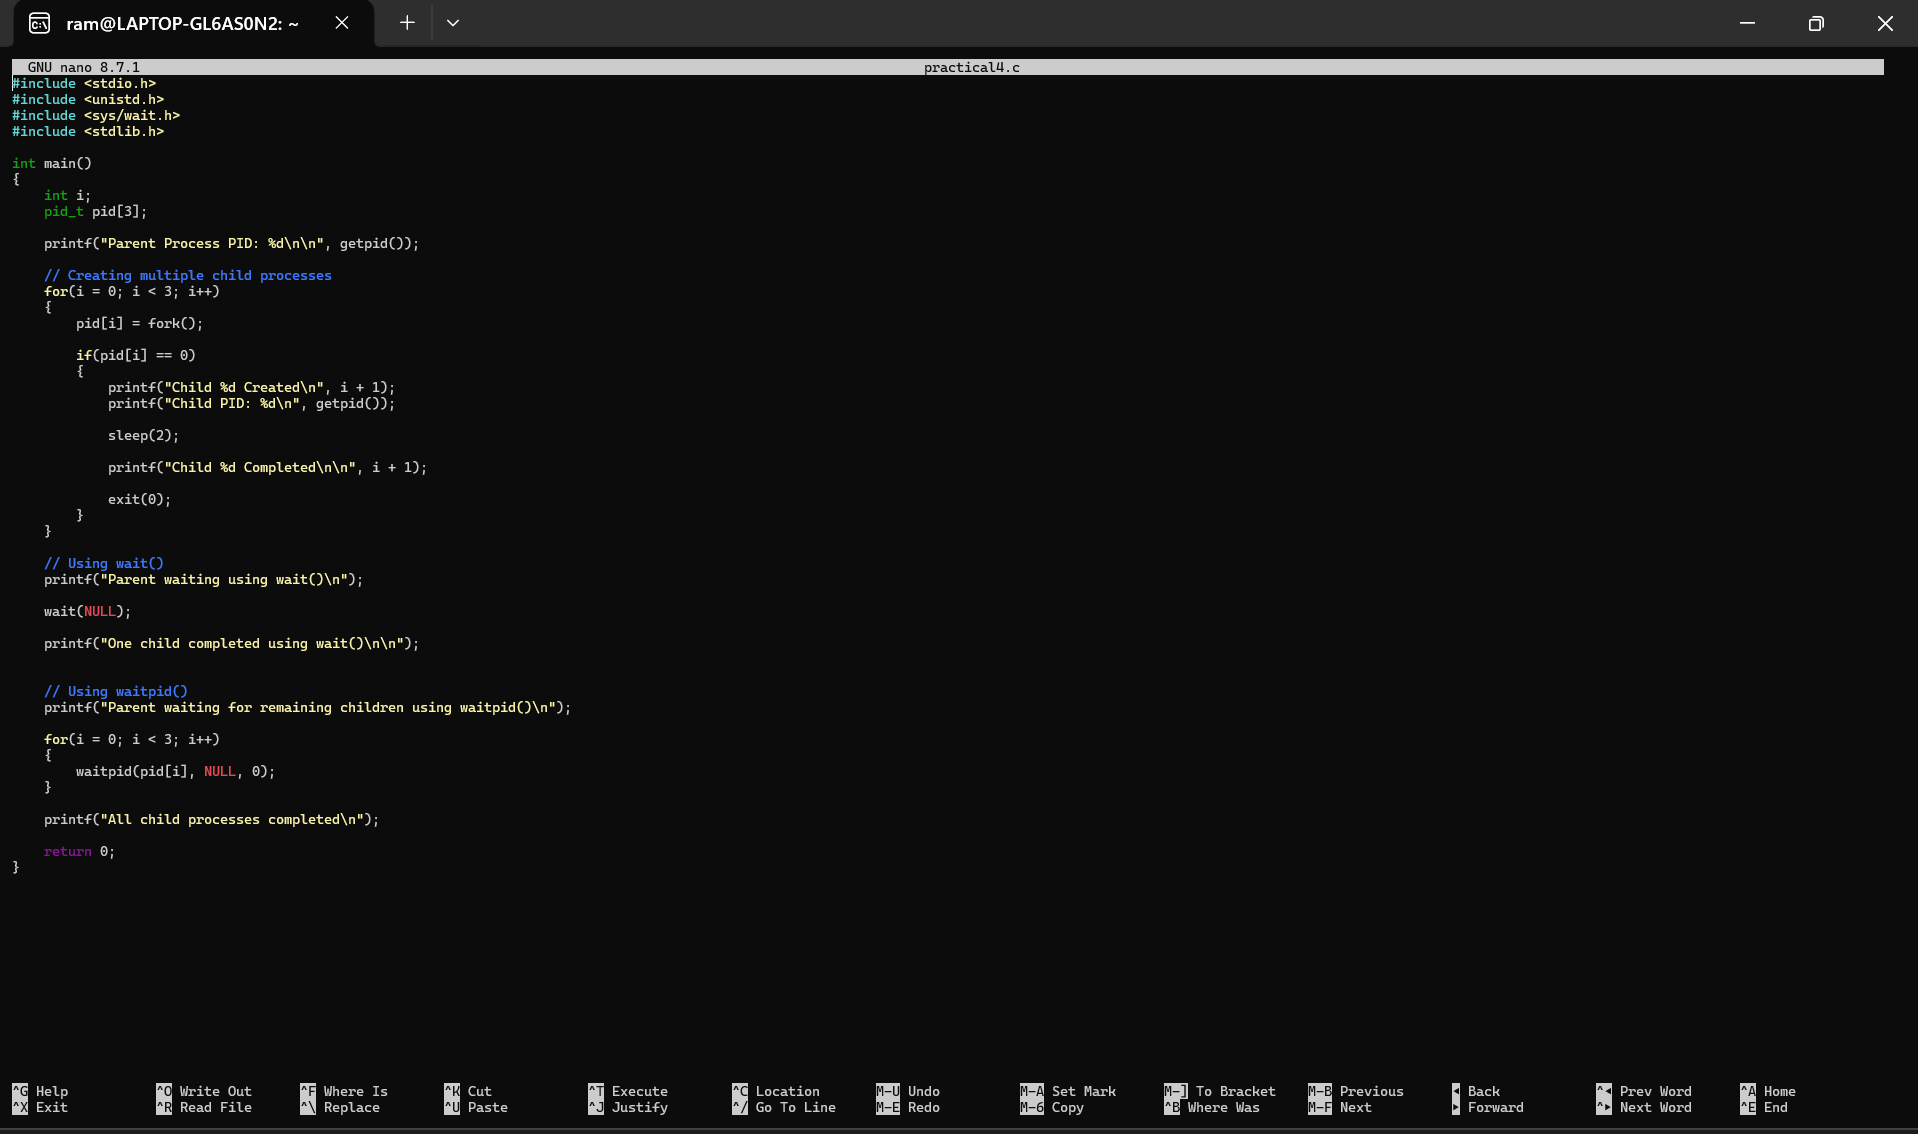 ram@LAPTOP-GL6AS0N2: ~
GNU nano 8.7.1 practical4.c
#include <stdio.h>
#include <unistd.h>
#include <sys/wait.h>
#include <stdlib.h>
int main()
{
int i;
pid_t pid[3];
printf("Parent Process PID: %d\n\n", getpid());
// Creating multiple child processes
for(i = 0; i < 3; i++)
{
pid[i] = fork();
if(pid[i] == 0)
{
printf("Child %d Created\n", i + 1);
printf("Child PID: %d\n", getpid());
sleep(2);
printf("Child %d Completed\n\n", i + 1);
exit(0);
}
}
// Using wait()
printf("Parent waiting using wait()\n");
wait(NULL);
printf("One child completed using wait()\n\n");
// Using waitpid()
printf("Parent waiting for remaining children using waitpid()\n");
for(i = 0; i < 3; i++)
{
waitpid(pid[i], NULL, 0);
}
printf("All child processes completed\n");
return 0;
}
^G Help ^O Write Out ^F Where Is ^K Cut ^T Execute ^C Location M-U Undo M-A Set Mark M-] To Bracket M-B Previous ◂ Back ^◂ Prev Word ^A Home
^X Exit ^R Read File ^\ Replace ^U Paste ^J Justify ^/ Go To Line M-E Redo M-6 Copy ^B Where Was M-F Next ▸ Forward ^▸ Next Word ^E End